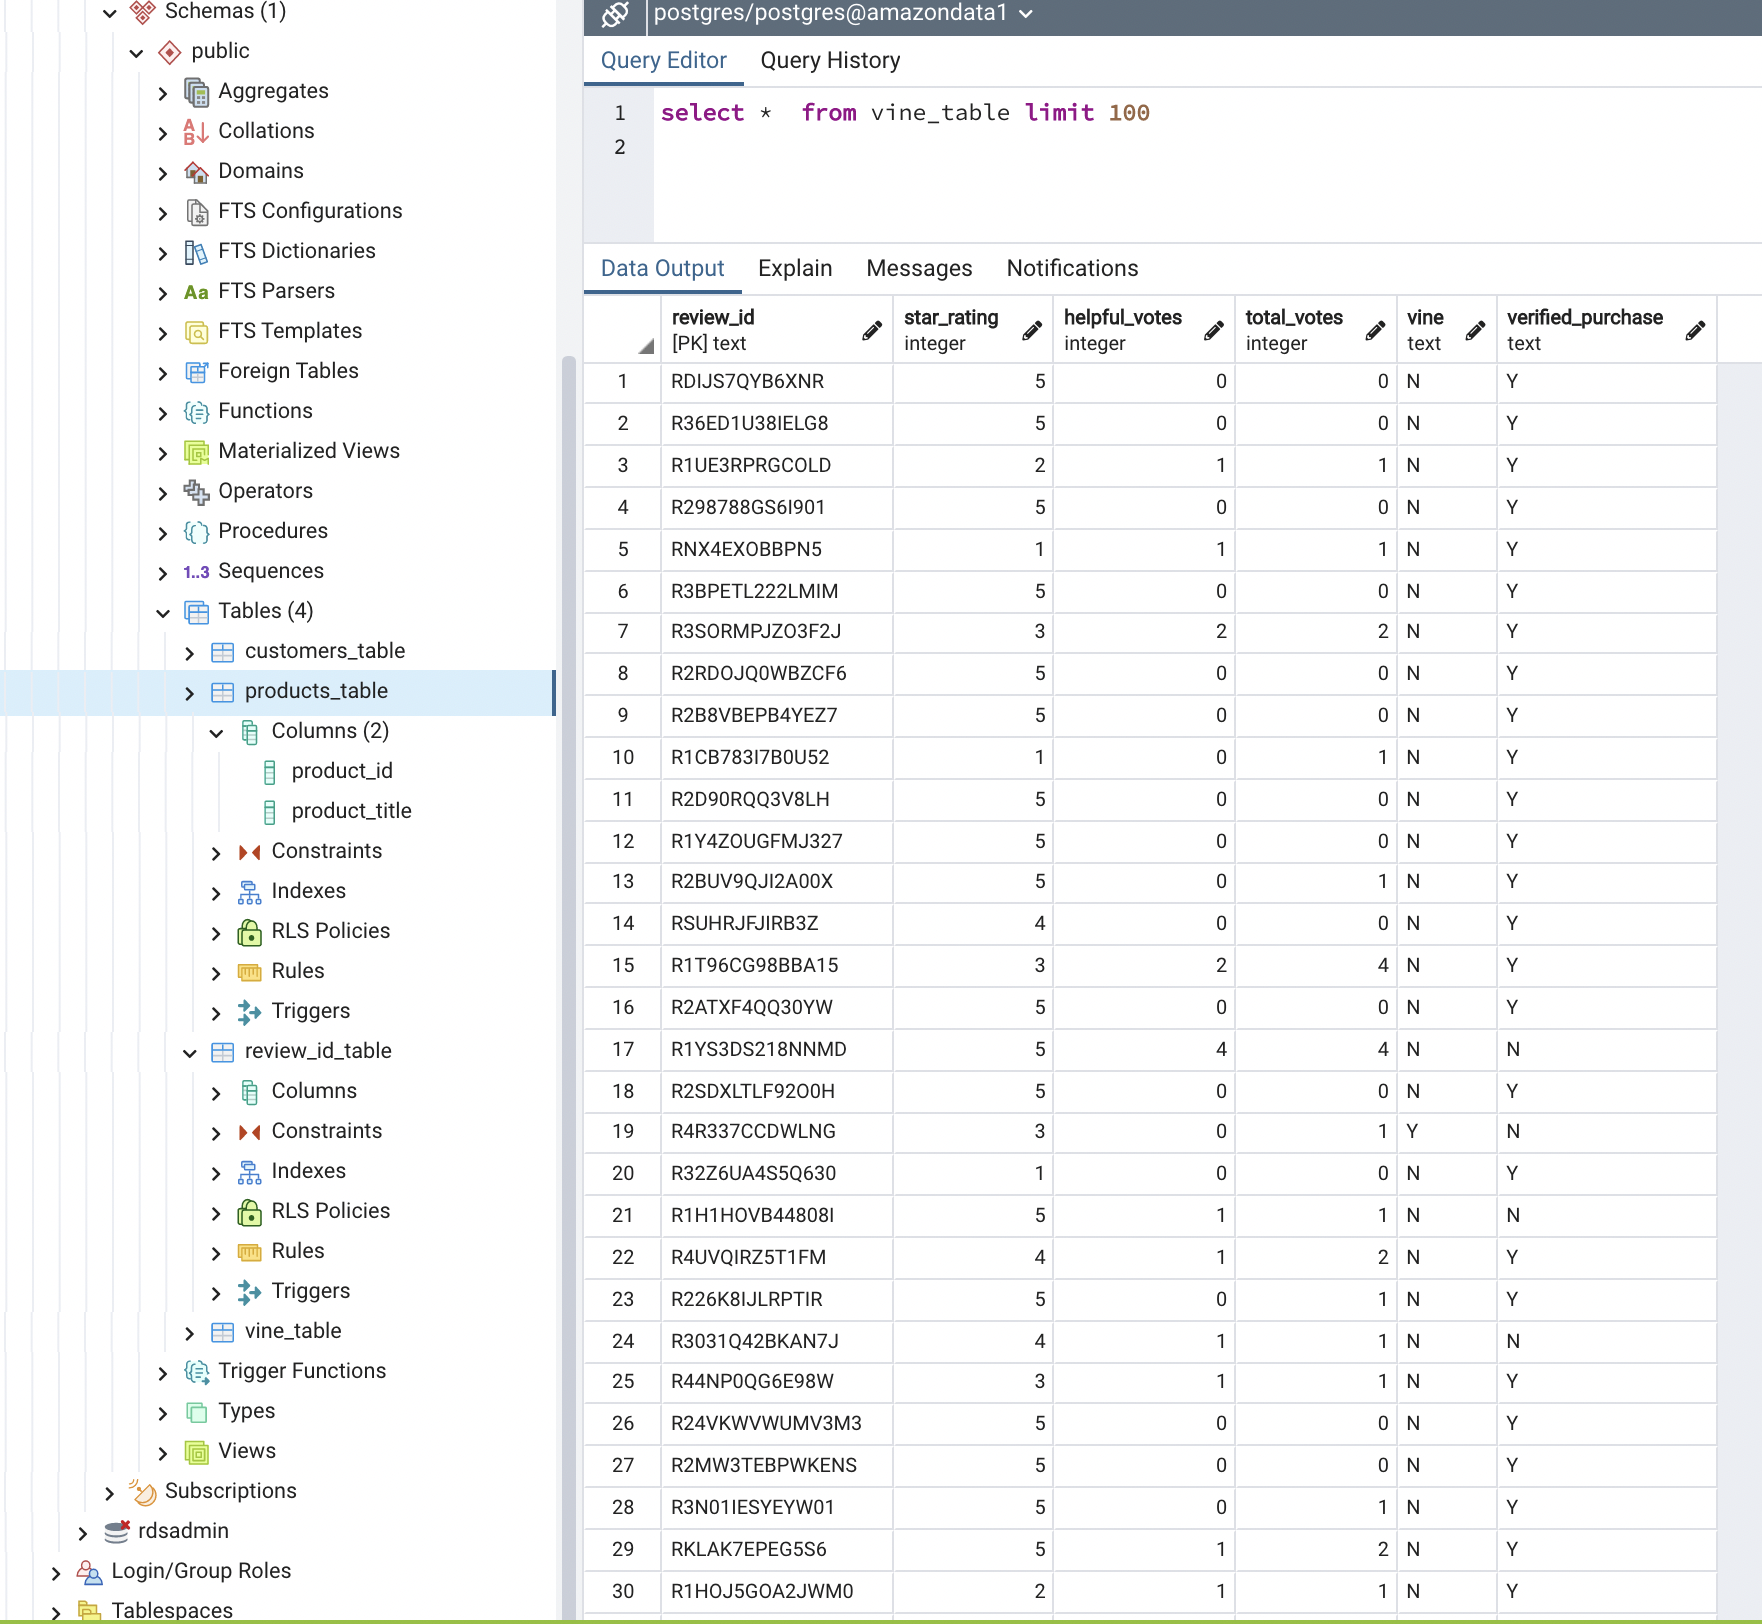 Schemas (1)
public
Aggregates
Collations
Domains
FTS Configurations
FTS Dictionaries
Aa FTS Parsers
FTS Templates
Foreign Tables
Functions
Materialized Views
Operators
Procedures
1..3 Sequences
Tables (4)
customers_table
products_table
Columns (2)
product_id
product_title
Constraints
Indexes
RLS Policies
Rules
Triggers
review_id_table
Columns
Constraints
Indexes
RLS Policies
Rules
Triggers
vine_table
Trigger Functions
Types
Views
Subscriptions
rdsadmin
Login/Group Roles
Tablespaces
postgres/postgres@amazondata1
Query Editor Query History
1 select * from vine_table limit 100
2
Data Output Explain Messages Notifications
review_id star_rating helpful_votes total_votes vine verified_purchase
[PK] text integer integer integer text text
1 RDIJS7QYB6XNR 5 0 0 N Y
2 R36ED1U38IELG8 5 0 0 N Y
3 R1UE3RPRGCOLD 2 1 1 N Y
4 R298788GS6I901 5 0 0 N Y
5 RNX4EXOBBPN5 1 1 1 N Y
6 R3BPETL222LMIM 5 0 0 N Y
7 R3SORMPJZO3F2J 3 2 2 N Y
8 R2RDOJQ0WBZCF6 5 0 0 N Y
9 R2B8VBEPB4YEZ7 5 0 0 N Y
10 R1CB783I7B0U52 1 0 1 N Y
11 R2D90RQQ3V8LH 5 0 0 N Y
12 R1Y4ZOUGFMJ327 5 0 0 N Y
13 R2BUV9QJI2A00X 5 0 1 N Y
14 RSUHRJFJIRB3Z 4 0 0 N Y
15 R1T96CG98BBA15 3 2 4 N Y
16 R2ATXF4QQ30YW 5 0 0 N Y
17 R1YS3DS218NNMD 5 4 4 N N
18 R2SDXLTLF92O0H 5 0 0 N Y
19 R4R337CCDWLNG 3 0 1 Y N
20 R32Z6UA4S5Q630 1 0 0 N Y
21 R1H1HOVB44808I 5 1 1 N N
22 R4UVQIRZ5T1FM 4 1 2 N Y
23 R226K8IJLRPTIR 5 0 1 N Y
24 R3031Q42BKAN7J 4 1 1 N N
25 R44NP0QG6E98W 3 1 1 N Y
26 R24VKWVWUMV3M3 5 0 0 N Y
27 R2MW3TEBPWKENS 5 0 0 N Y
28 R3N01IESYEYW01 5 0 1 N Y
29 RKLAK7EPEG5S6 5 1 2 N Y
30 R1HOJ5GOA2JWM0 2 1 1 N Y